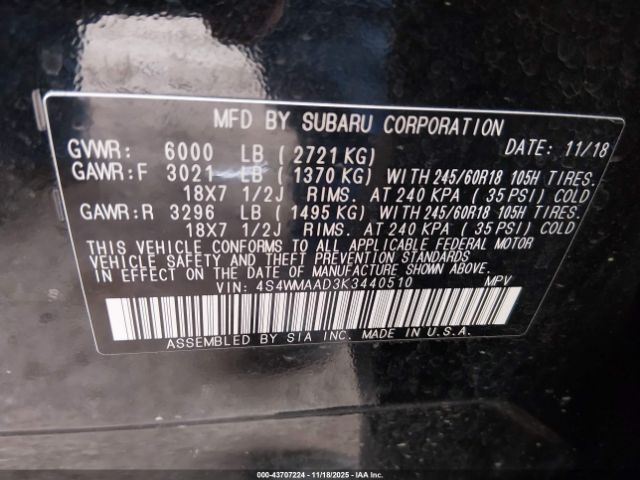 MFD BY SUBARU CORPORATION
GVWR: 6000 LB (2721 KG) DATE: 11/18
GAWR:F 3021 LB (1370 KG) WITH 245/60R18 105H TIRES.
18X7 1/2J RIMS. AT 240 KPA (35 PSI) COLD
GAWR:R 3296 LB (1495 KG) WITH 245/60R18 105H TIRES.
18X7 1/2J RIMS. AT 240 KPA (35 PSI) COLD
THIS VEHICLE CONFORMS TO ALL APPLICABLE FEDERAL MOTOR
VEHICLE SAFETY AND THEFT PREVENTION STANDARDS
IN EFFECT ON THE DATE OF MANUFACTURE SHOWN ABOVE.
VIN: 4S4WMAAD3K3440510 MPV
ASSEMBLED BY SIA INC. MADE IN U.S.A.
© 000-43707224 - 11/18/2025 - IAA, Inc.